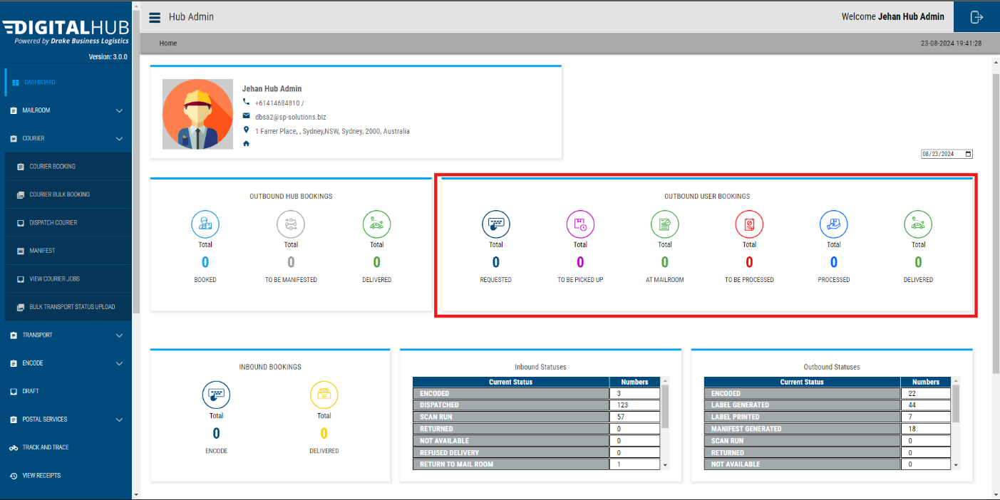 DIGITALHUB
Powered by Drake Business Logistics
Version: 3.0.0
DASHBOARD
MAILROOM
COURIER
COURIER BOOKING
COURIER BULK BOOKING
DISPATCH COURIER
MANIFEST
VIEW COURIER JOBS
BULK TRANSPORT STATUS UPLOAD
TRANSPORT
ENCODE
DRAFT
POSTAL SERVICES
TRACK AND TRACE
VIEW RECEIPTS
Hub Admin
Welcome Jehan Hub Admin
Home
23-08-2024 19:41:28
Jehan Hub Admin
+61414684810 /
dbsa2@sp-solutions.biz
1 Farrer Place, , Sydney,NSW, Sydney, 2000, Australia
08/23/2024
OUTBOUND HUB BOOKINGS
Total Total Total
0 0 0
BOOKED TO BE MANIFESTED DELIVERED
OUTBOUND USER BOOKINGS
Total Total Total Total Total Total
0 0 0 0 0 0
REQUESTED TO BE PICKED UP AT MAILROOM TO BE PROCESSED PROCESSED DELIVERED
INBOUND BOOKINGS
Total Total
0 0
ENCODE DELIVERED
Inbound Statuses
Current Status Numbers
ENCODED 3
DISPATCHED 123
SCAN RUN 57
RETURNED 0
NOT AVAILABLE 0
REFUSED DELIVERY 0
RETURN TO MAIL ROOM 1
Outbound Statuses
Current Status Numbers
ENCODED 22
LABEL GENERATED 44
LABEL PRINTED 7
MANIFEST GENERATED 18
SCAN RUN 0
RETURNED 0
NOT AVAILABLE 0